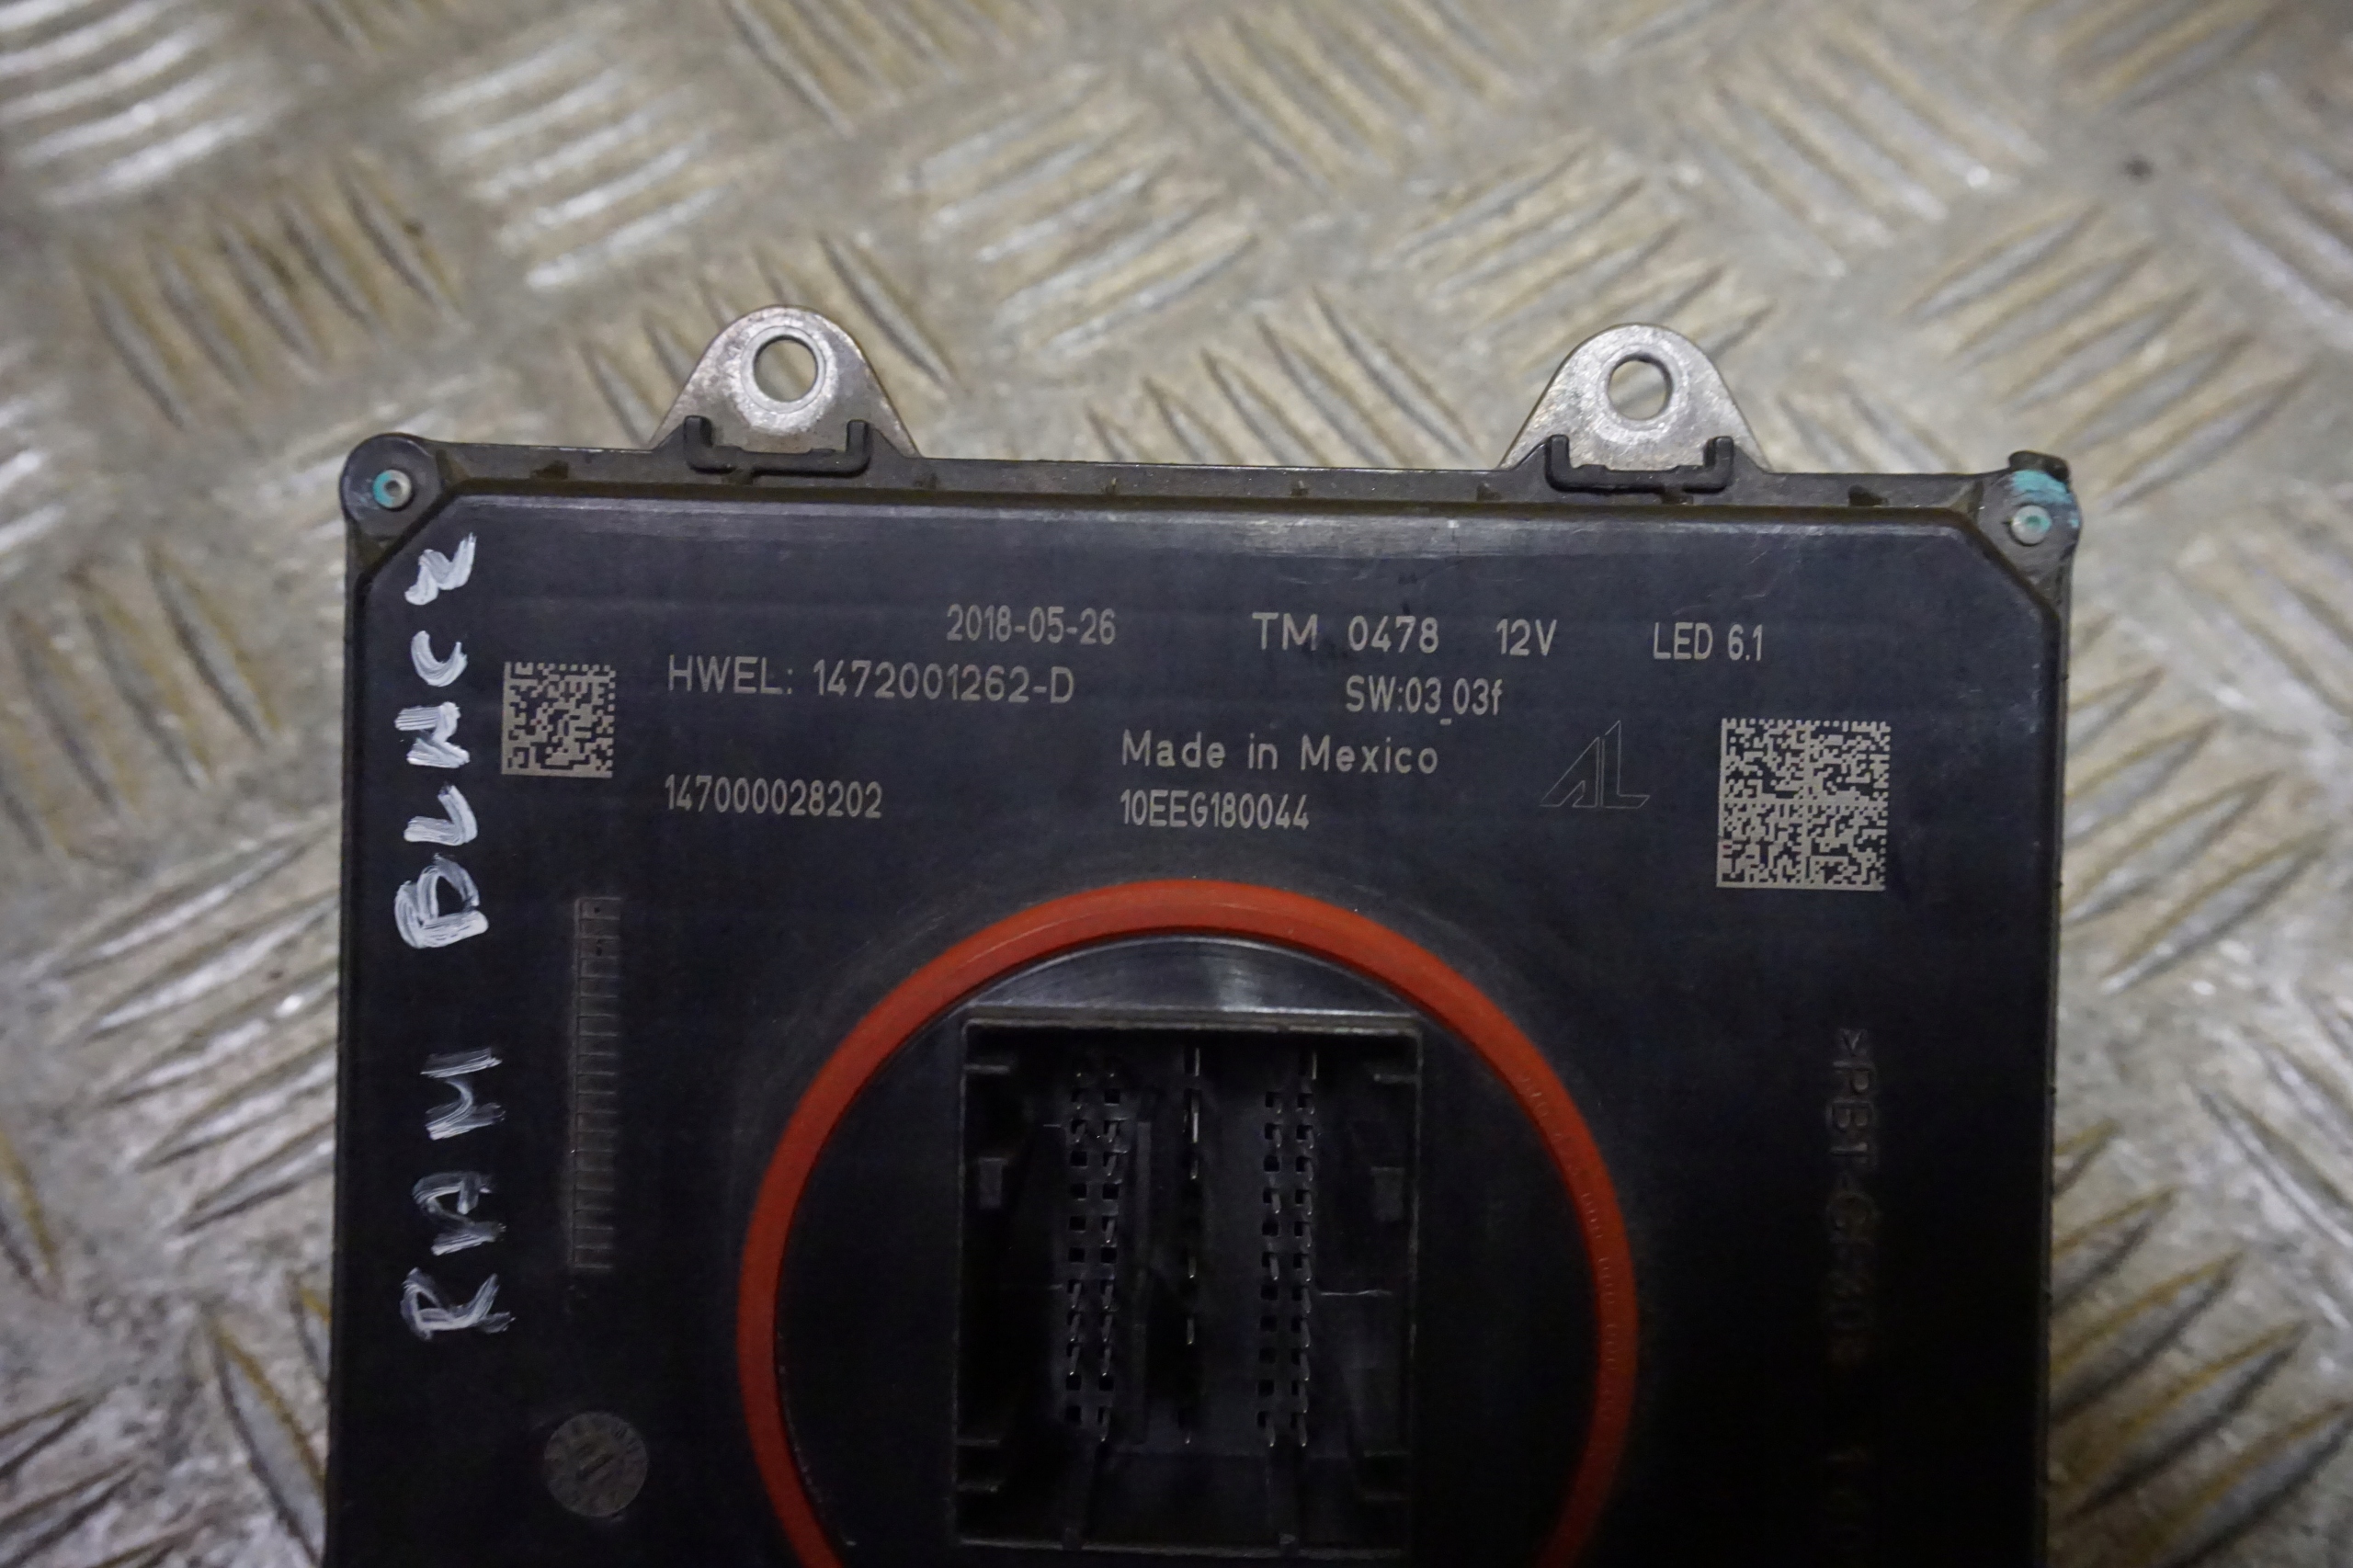 2018-05-26
TM 0478 12V
LED 6.1
HWEL: 1472001262-D
SW:03_03f
Made in Mexico
147000028202
10EEG180044
AL
RAM